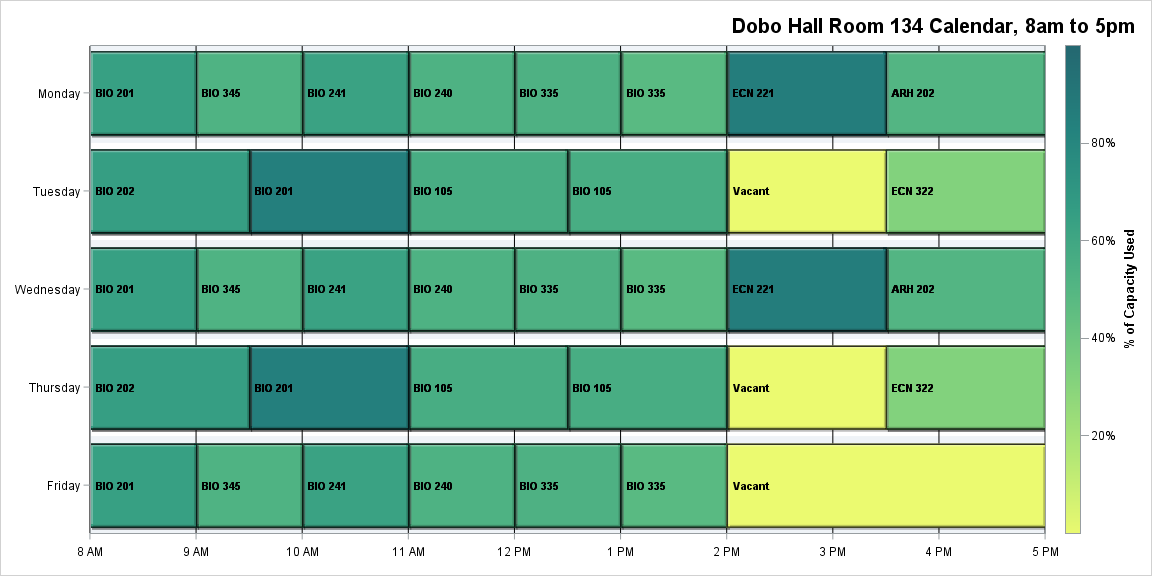 Dobo Hall Room 134 Calendar, 8am to 5pm
Monday BIO 201 BIO 345 BIO 241 BIO 240 BIO 335 BIO 335 ECN 221 ARH 202
Tuesday BIO 202 BIO 201 BIO 105 BIO 105 Vacant ECN 322
Wednesday BIO 201 BIO 345 BIO 241 BIO 240 BIO 335 BIO 335 ECN 221 ARH 202
Thursday BIO 202 BIO 201 BIO 105 BIO 105 Vacant ECN 322
Friday BIO 201 BIO 345 BIO 241 BIO 240 BIO 335 BIO 335 Vacant
8 AM 9 AM 10 AM 11 AM 12 PM 1 PM 2 PM 3 PM 4 PM 5 PM
80%
60%
40%
20%
% of Capacity Used